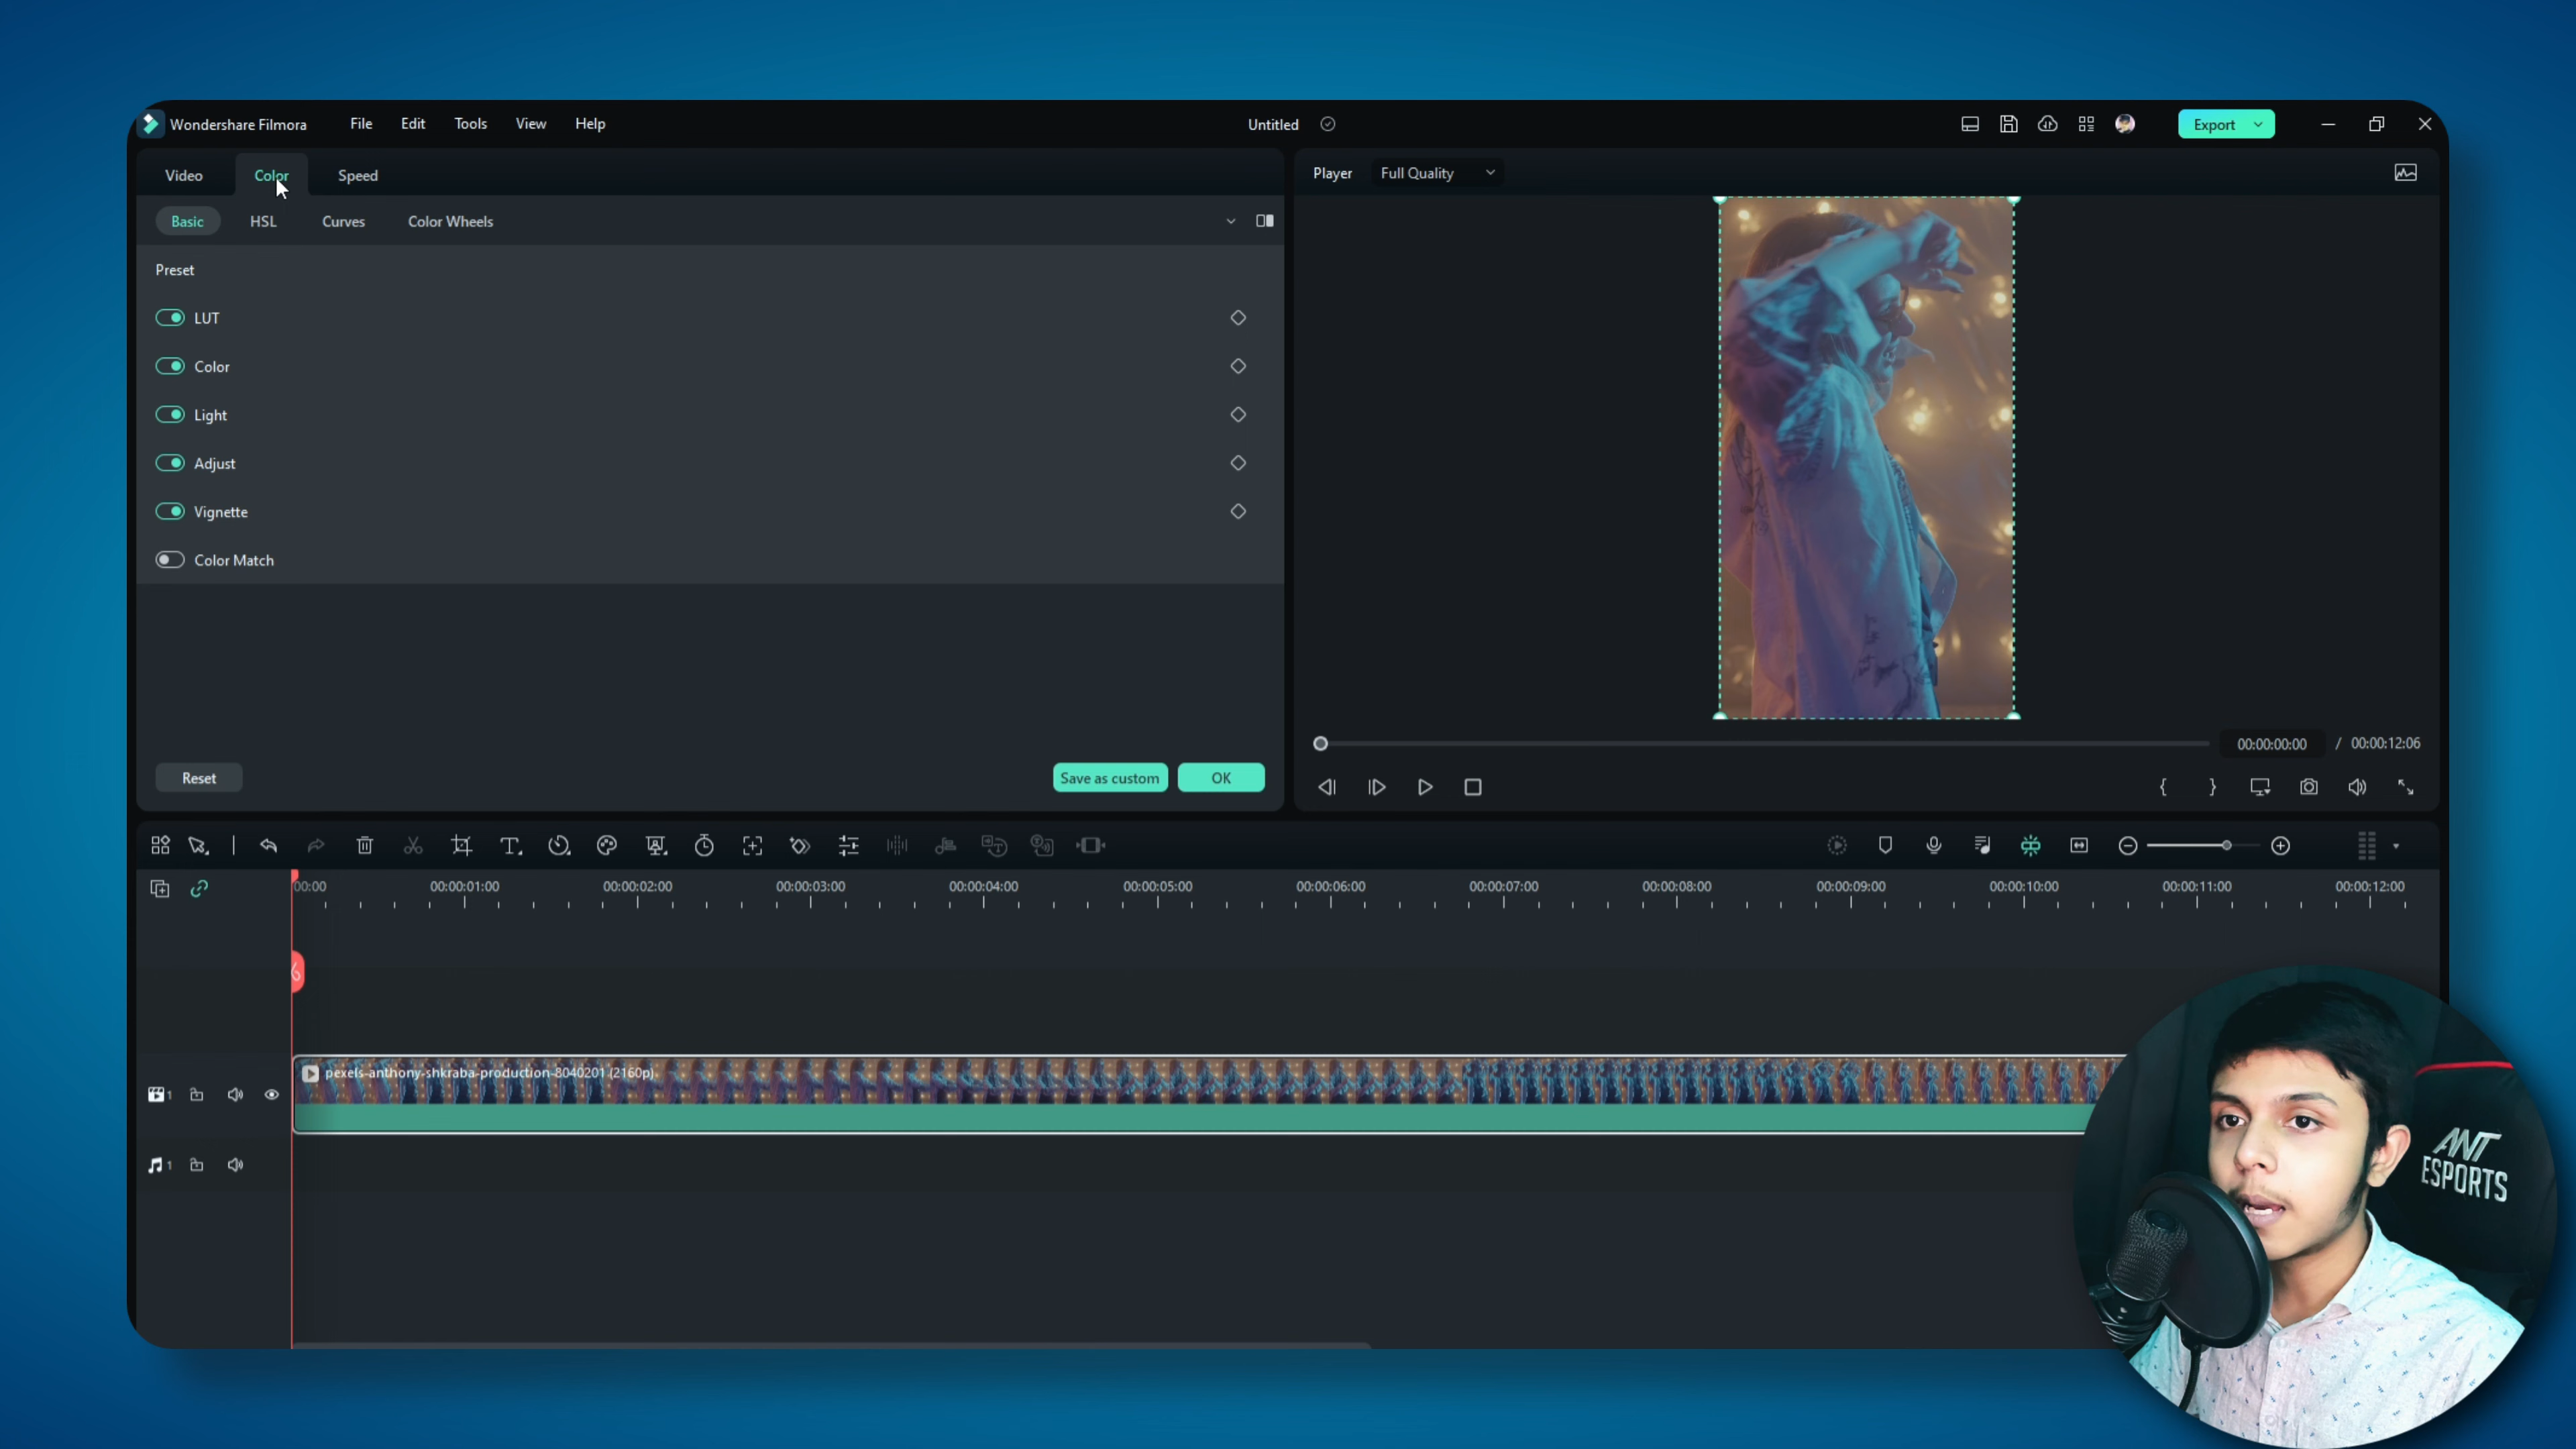 Wondershare Filmora File Edit Tools View Help Untitled Export
Video Color Speed
Basic HSL Curves Color Wheels
Preset
LUT
Color
Light
Adjust
Vignette
Color Match
Reset Save as custom OK
Player Full Quality
00:00:00:00 / 00:00:12:06
00:00 00:00:01:00 00:00:02:00 00:00:03:00 00:00:04:00 00:00:05:00 00:00:06:00 00:00:07:00 00:00:08:00 00:00:09:00 00:00:10:00 00:00:11:00 00:00:12:00
pexels-anthony-shkraba-production-8040201 (2160p)
1
1
ANT
ESPORTS